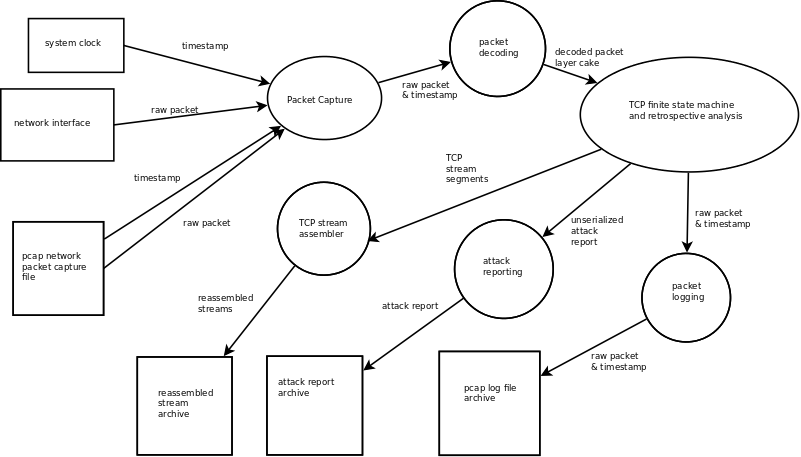 system clock
timestamp
packet
decoding
decoded packet
layer cake
raw packet
& timestamp
Packet Capture
TCP finite state machine
and retrospective analysis
raw packet
network interface
timestamp
raw packet
TCP
stream
segments
unserialized
attack
report
raw packet
& timestamp
pcap network
packet capture
file
TCP stream
assembler
attack
reporting
packet
logging
reassembled
streams
attack report
raw packet
& timestamp
reassembled
stream
archive
attack report
archive
pcap log file
archive